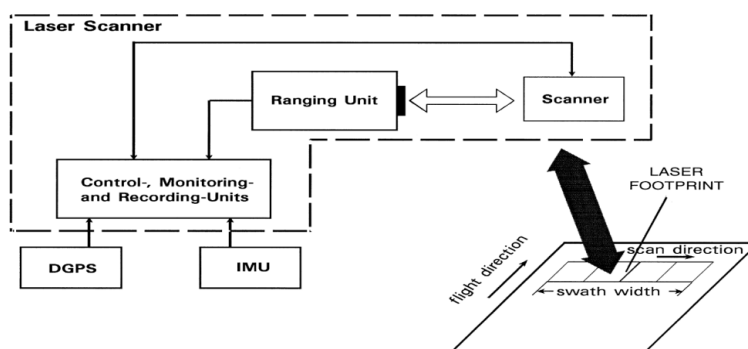 Laser Scanner
Ranging Unit
Scanner
Control-, Monitoring-
and Recording-Units
DGPS
IMU
LASER
FOOTPRINT
scan direction
flight direction
swath width